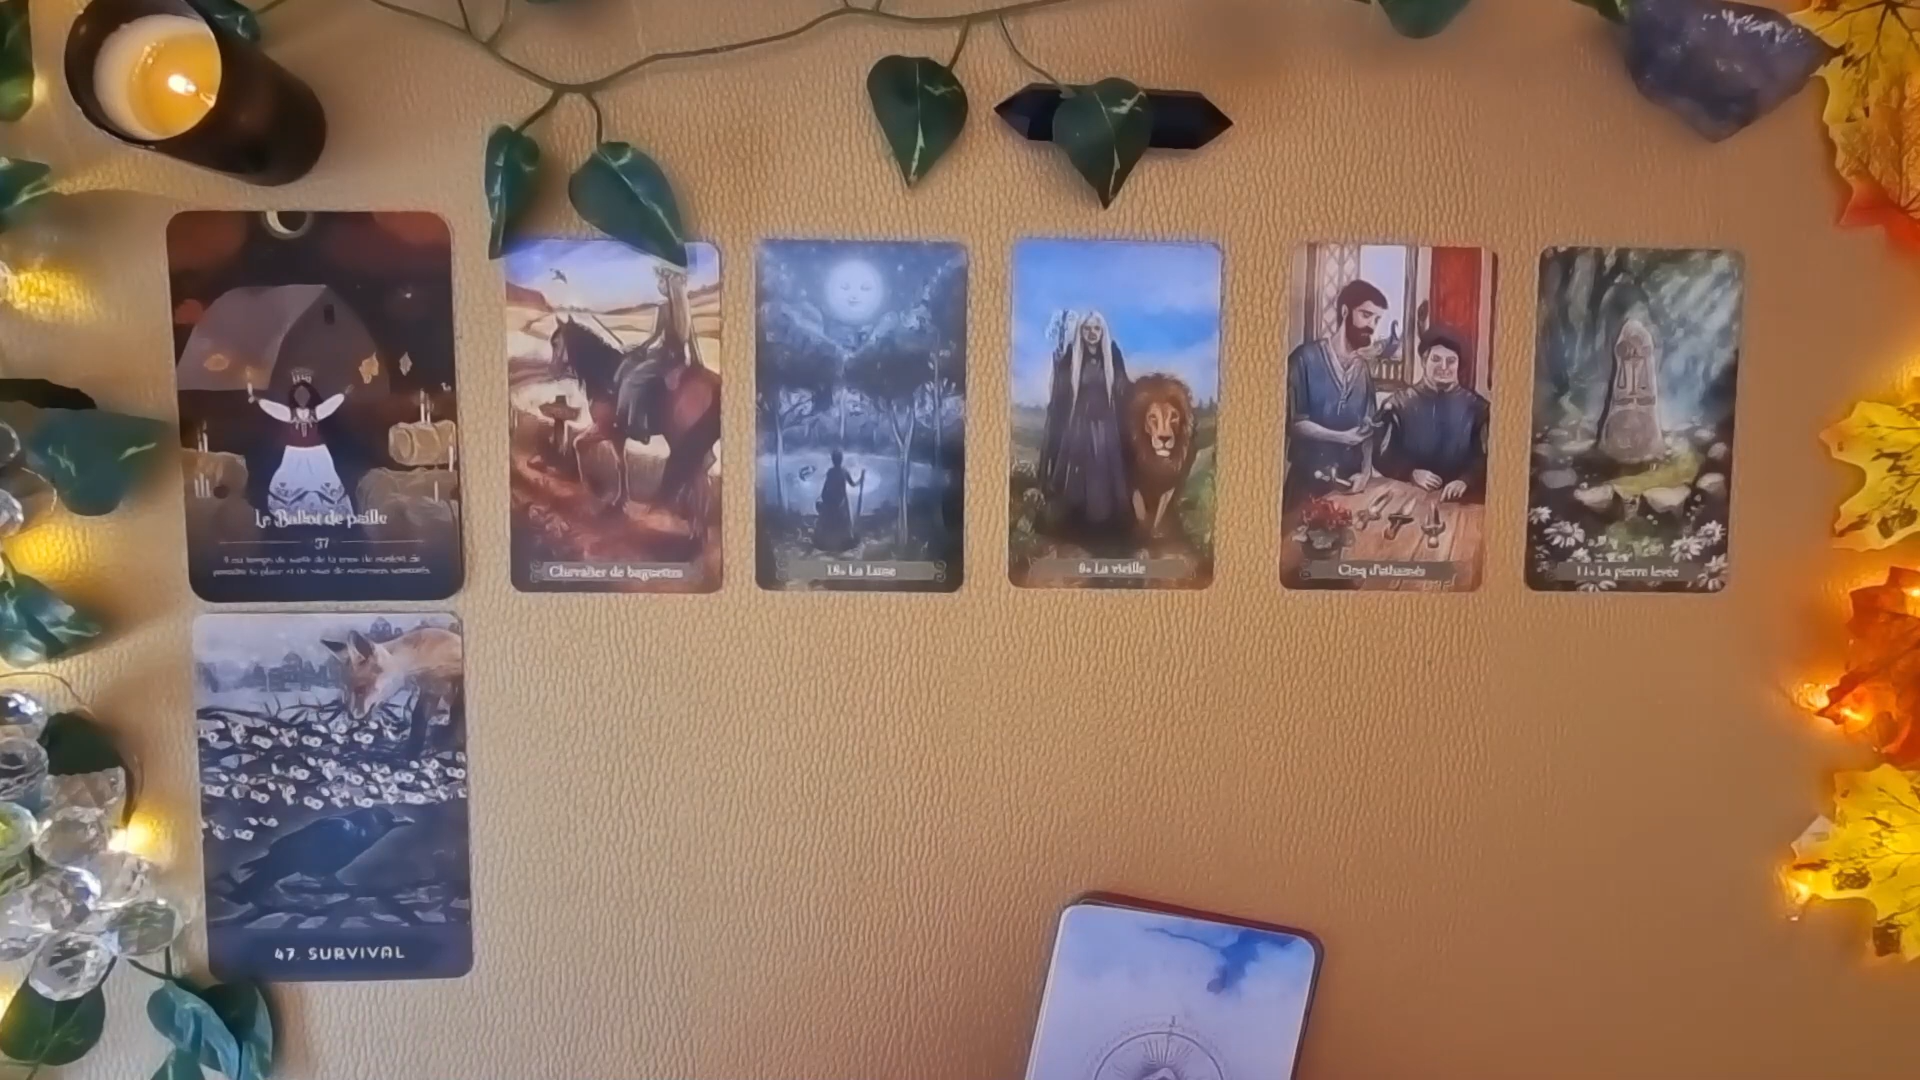 Le Ballot de paille
37
Chevalier de baguettes
18. La Lune
9. La vieille
Cinq d'athamés
11. La pierre levée
47. SURVIVAL